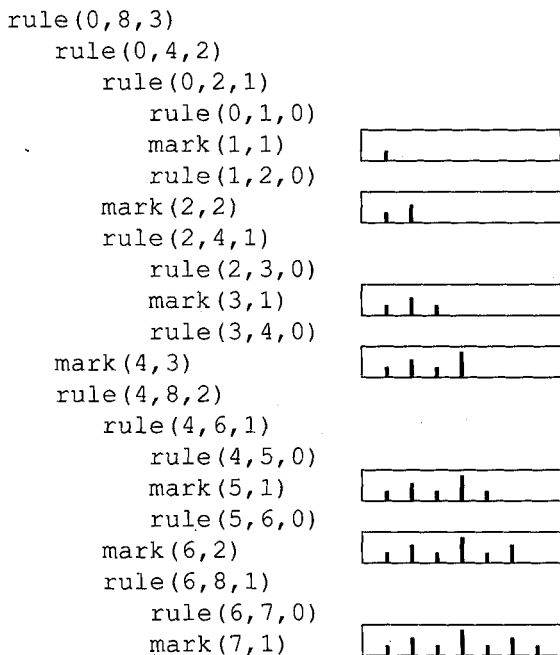 rule(0,8,3)
rule(0,4,2)
rule(0,2,1)
rule(0,1,0)
mark(1,1)
rule(1,2,0)
mark(2,2)
rule(2,4,1)
rule(2,3,0)
mark(3,1)
rule(3,4,0)
mark(4,3)
rule(4,8,2)
rule(4,6,1)
rule(4,5,0)
mark(5,1)
rule(5,6,0)
mark(6,2)
rule(6,8,1)
rule(6,7,0)
mark(7,1)